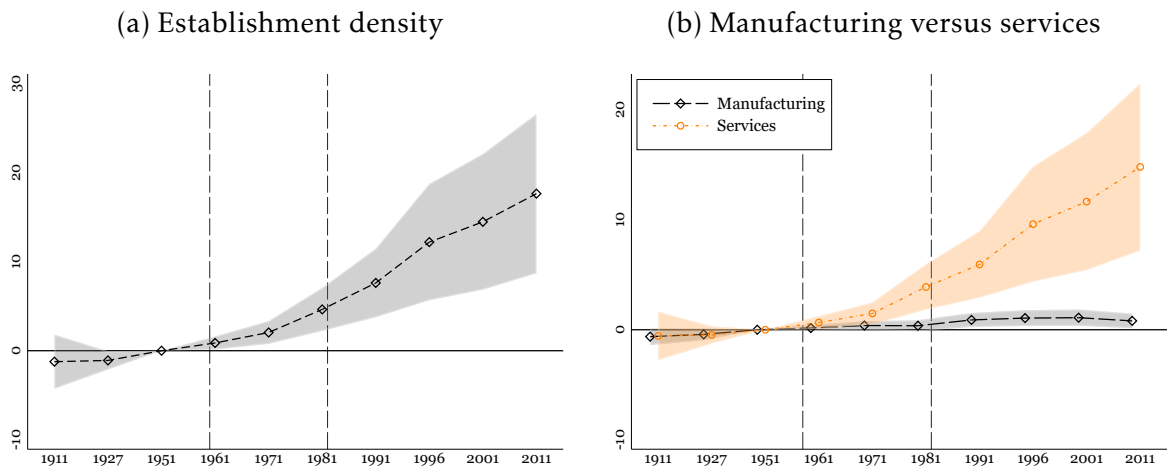 (a) Establishment density
30
20
10
0
-10
1911 1927 1951 1961 1971 1981 1991 1996 2001 2011
(b) Manufacturing versus services
Manufacturing
Services
20
10
0
-10
1911 1927 1951 1961 1971 1981 1991 1996 2001 2011